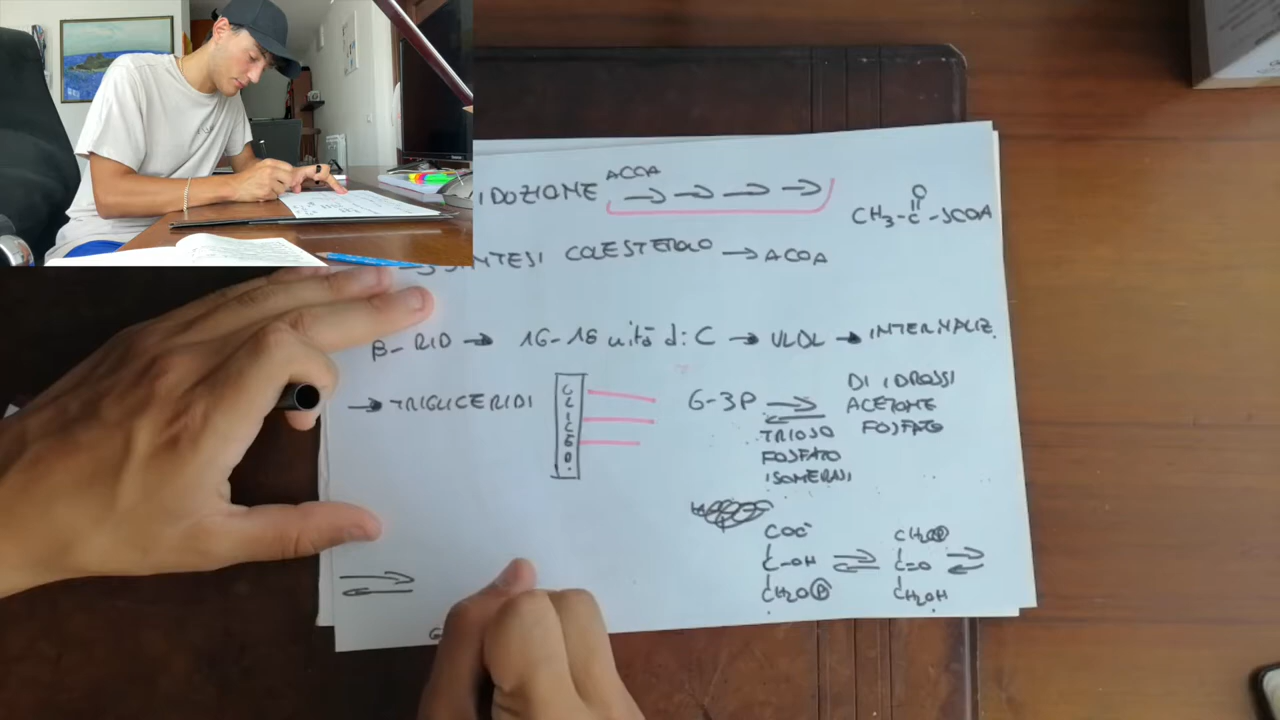 IDOZIONE ACOA
O
CH₃-C-SCOA
SINTESI COLESTEROLO → ACOA
β-RID → 16-18 unità di C → VLDL → INTERNALIZ.
→ TRIGLICERIDI
G-3P ⇌ DI IDROSSI
ACETONE
FOSFATO
TRIOSO
FOSFATO
ISOMERASI
COO⁻
C-OH
CH₂OⓅ
CH₂OⓅ
C=O
CH₂OH
G